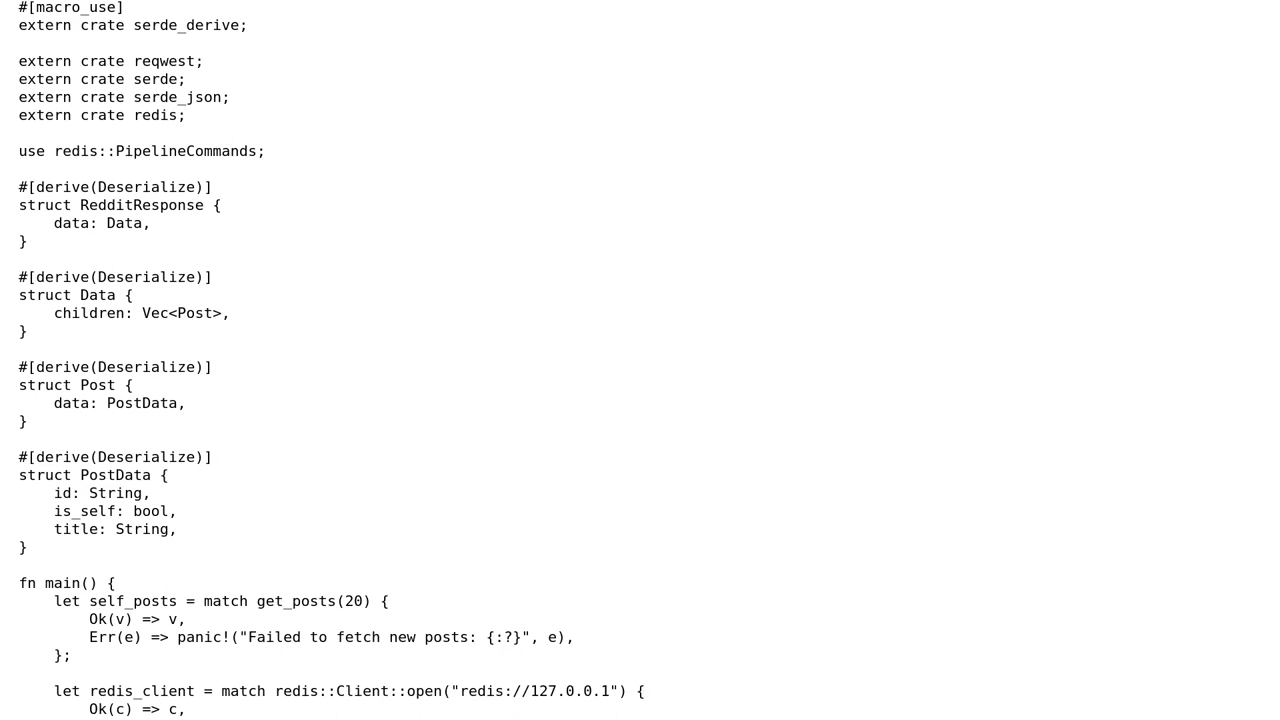 #[macro_use]
extern crate serde_derive;

extern crate reqwest;
extern crate serde;
extern crate serde_json;
extern crate redis;

use redis::PipelineCommands;

#[derive(Deserialize)]
struct RedditResponse {
    data: Data,
}

#[derive(Deserialize)]
struct Data {
    children: Vec<Post>,
}

#[derive(Deserialize)]
struct Post {
    data: PostData,
}

#[derive(Deserialize)]
struct PostData {
    id: String,
    is_self: bool,
    title: String,
}

fn main() {
    let self_posts = match get_posts(20) {
        Ok(v) => v,
        Err(e) => panic!("Failed to fetch new posts: {:?}", e),
    };

    let redis_client = match redis::Client::open("redis://127.0.0.1") {
        Ok(c) => c,